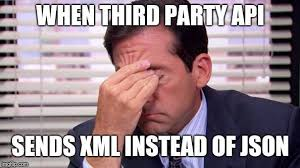 WHEN THIRD PARTY API
SENDS XML INSTEAD OF JSON
imgflip.com